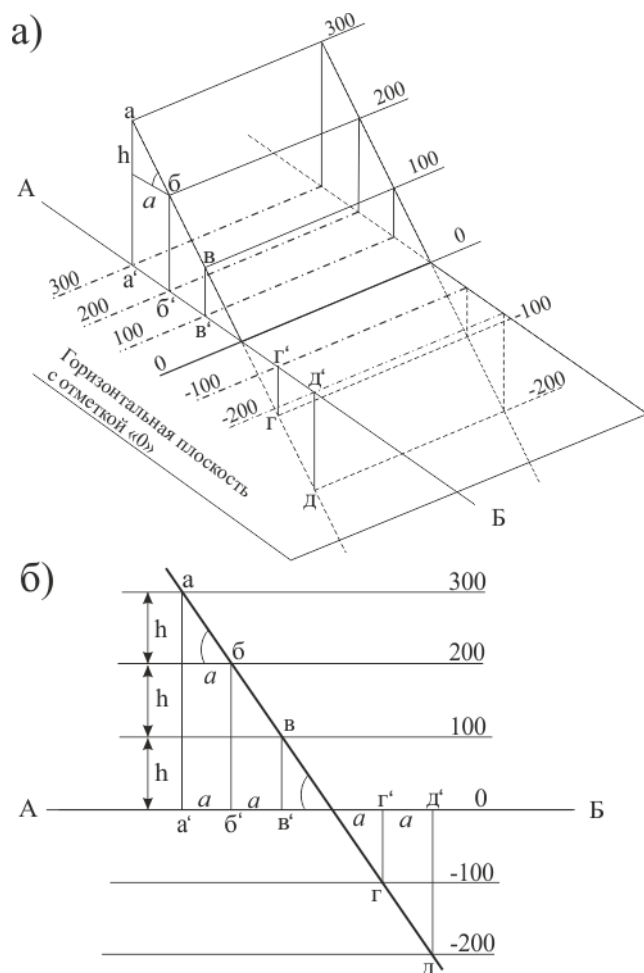 а)
300
а
200
h
б
100
А
а
в
0
300
а‘
200
б‘
100
в‘
0
г‘
-100
-100
д‘
-200
г
-200
Горизонтальная плоскость
с отметкой «0»
д
Б
б)
а
300
h
б
200
а
h
в
100
h
А
а
а
г‘
д‘
0
Б
а‘
б‘
в‘
а
а
-100
г
-200
д